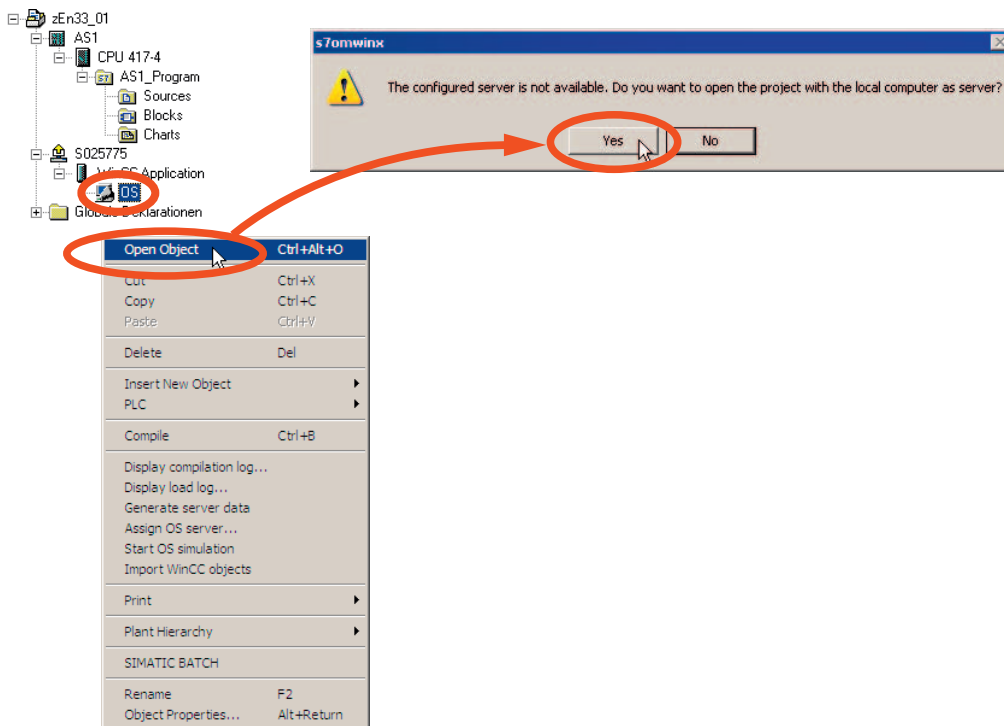 zEn33_01
AS1
CPU 417-4
AS1_Program
Sources
Blocks
Charts
S025775
WinCC Application
OS
Globale Deklarationen
s7omwinx
The configured server is not available. Do you want to open the project with the local computer as server?
Yes No
Open Object Ctrl+Alt+O
Cut Ctrl+X
Copy Ctrl+C
Paste Ctrl+V
Delete Del
Insert New Object
PLC
Compile Ctrl+B
Display compilation log...
Display load log...
Generate server data
Assign OS server...
Start OS simulation
Import WinCC objects
Print
Plant Hierarchy
SIMATIC BATCH
Rename F2
Object Properties... Alt+Return